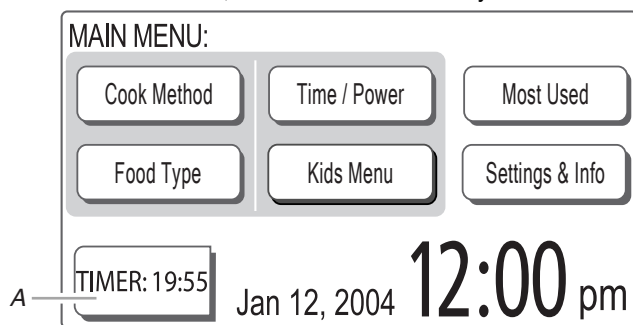 MAIN MENU:
Cook Method Time / Power Most Used
Food Type Kids Menu Settings & Info
A TIMER: 19:55 Jan 12, 2004 12:00 pm